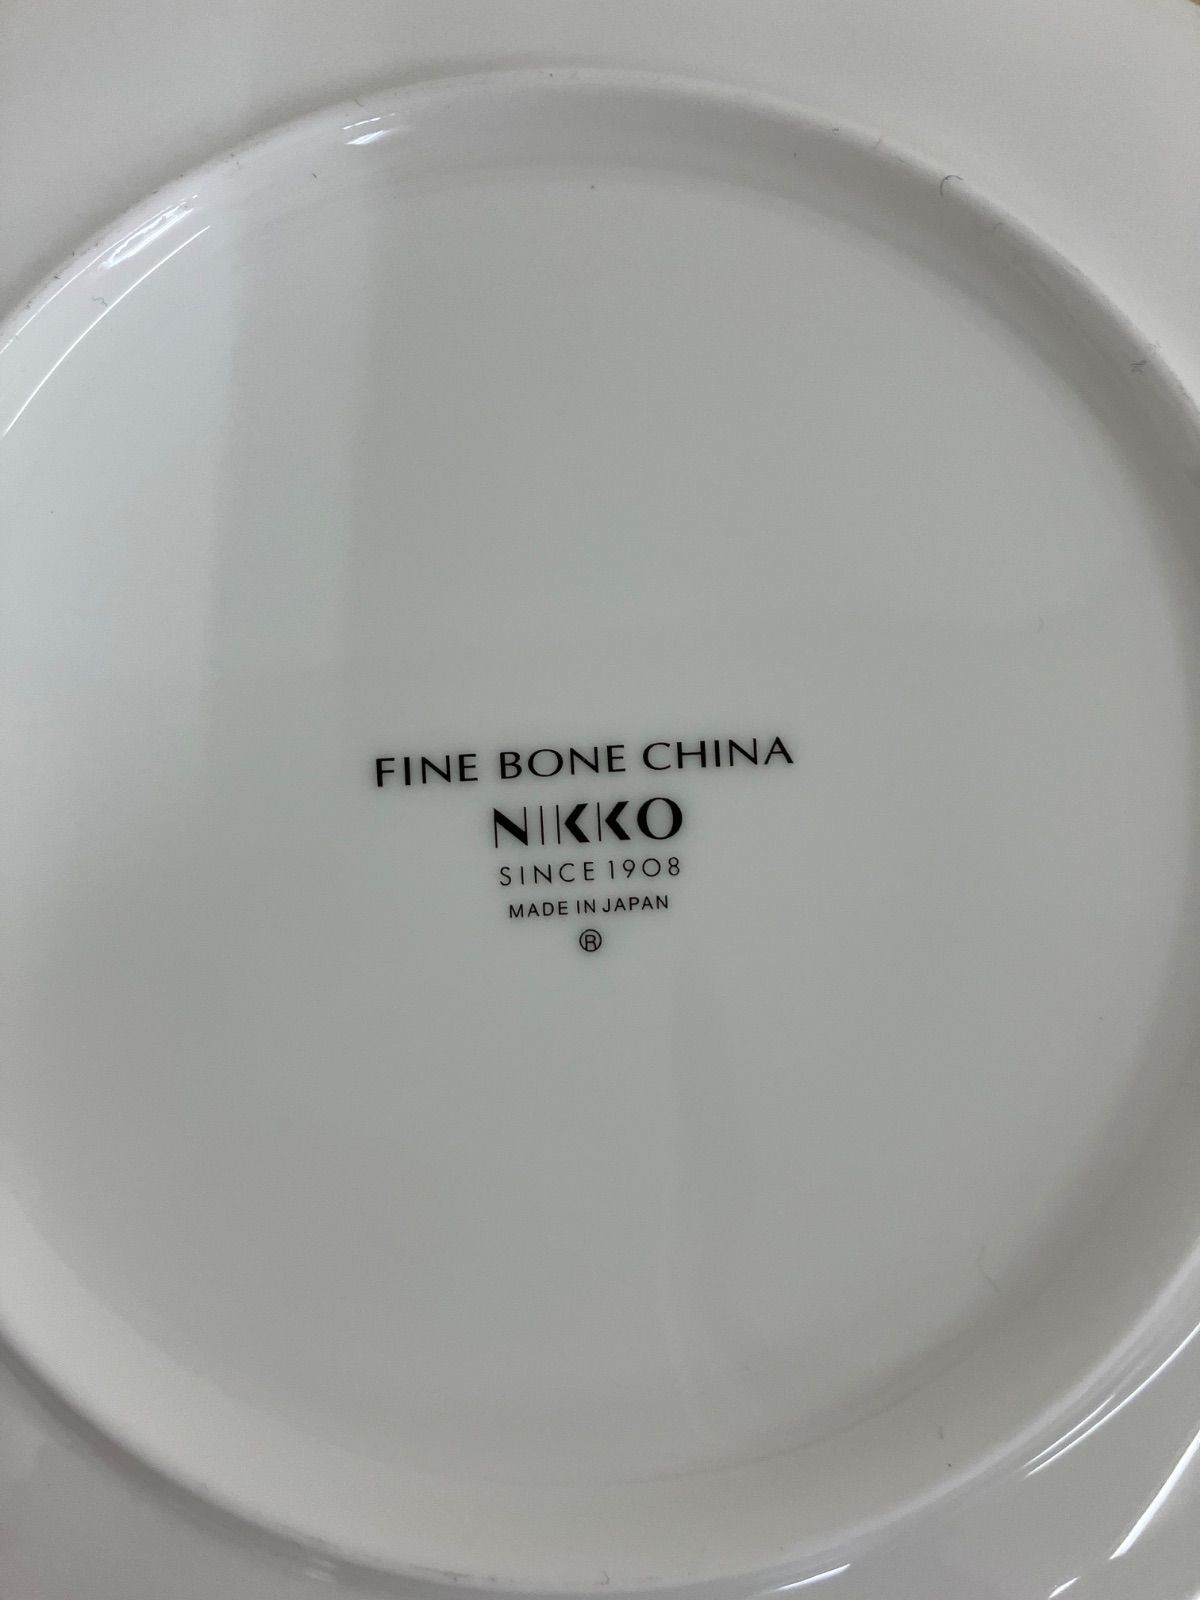 FINE BONE CHINA
NIKKO
SINCE 1908
MADE IN JAPAN
®